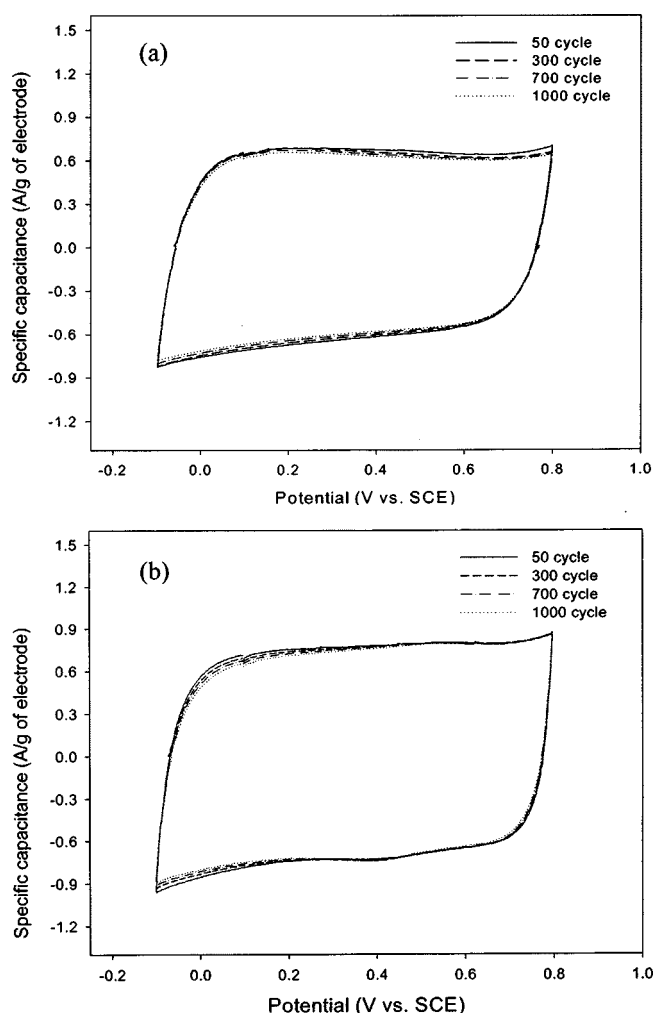 (a)
50 cycle
300 cycle
700 cycle
1000 cycle
1.5
1.2
0.9
0.6
0.3
0.0
-0.3
-0.6
-0.9
-1.2
Specific capacitance (A/g of electrode)
-0.2 0.0 0.2 0.4 0.6 0.8 1.0
Potential (V vs. SCE)
(b)
50 cycle
300 cycle
700 cycle
1000 cycle
1.5
1.2
0.9
0.6
0.3
0.0
-0.3
-0.6
-0.9
-1.2
Specific capacitance (A/g of electrode)
-0.2 0.0 0.2 0.4 0.6 0.8 1.0
Potential (V vs. SCE)